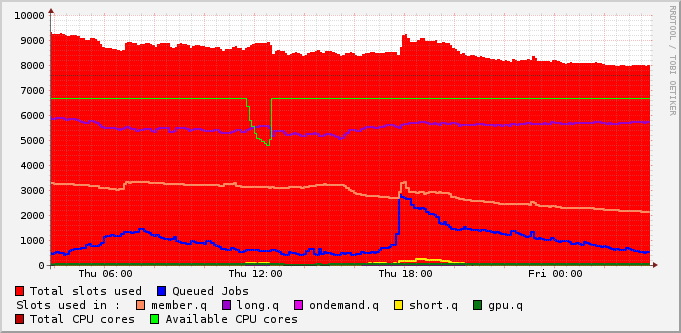 10000
9000
8000
7000
6000
5000
4000
3000
2000
1000
0
Thu 06:00 Thu 12:00 Thu 18:00 Fri 00:00
Total slots used Queued Jobs
Slots used in : member.q long.q ondemand.q short.q gpu.q
Total CPU cores Available CPU cores
RRDTOOL / TOBI OETIKER